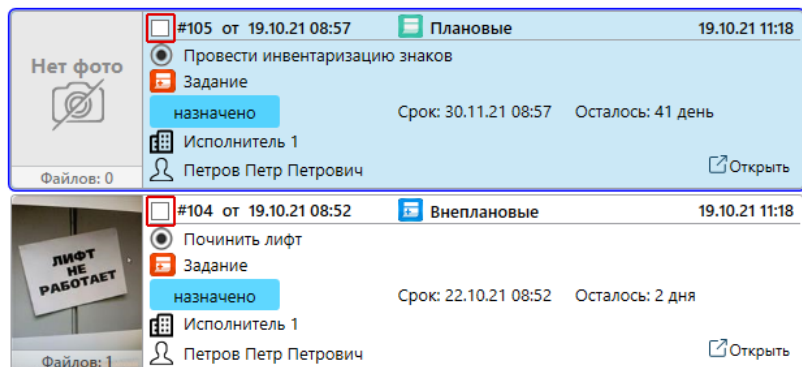 #105 от 19.10.21 08:57 Плановые 19.10.21 11:18
Нет фото
Провести инвентаризацию знаков
Задание
назначено Срок: 30.11.21 08:57 Осталось: 41 день
Исполнитель 1
Петров Петр Петрович Открыть
Файлов: 0
#104 от 19.10.21 08:52 Внеплановые 19.10.21 11:18
Починить лифт
ЛИФТ
НЕ
РАБОТАЕТ
Задание
назначено Срок: 22.10.21 08:52 Осталось: 2 дня
Исполнитель 1
Петров Петр Петрович Открыть
Файлов: 1